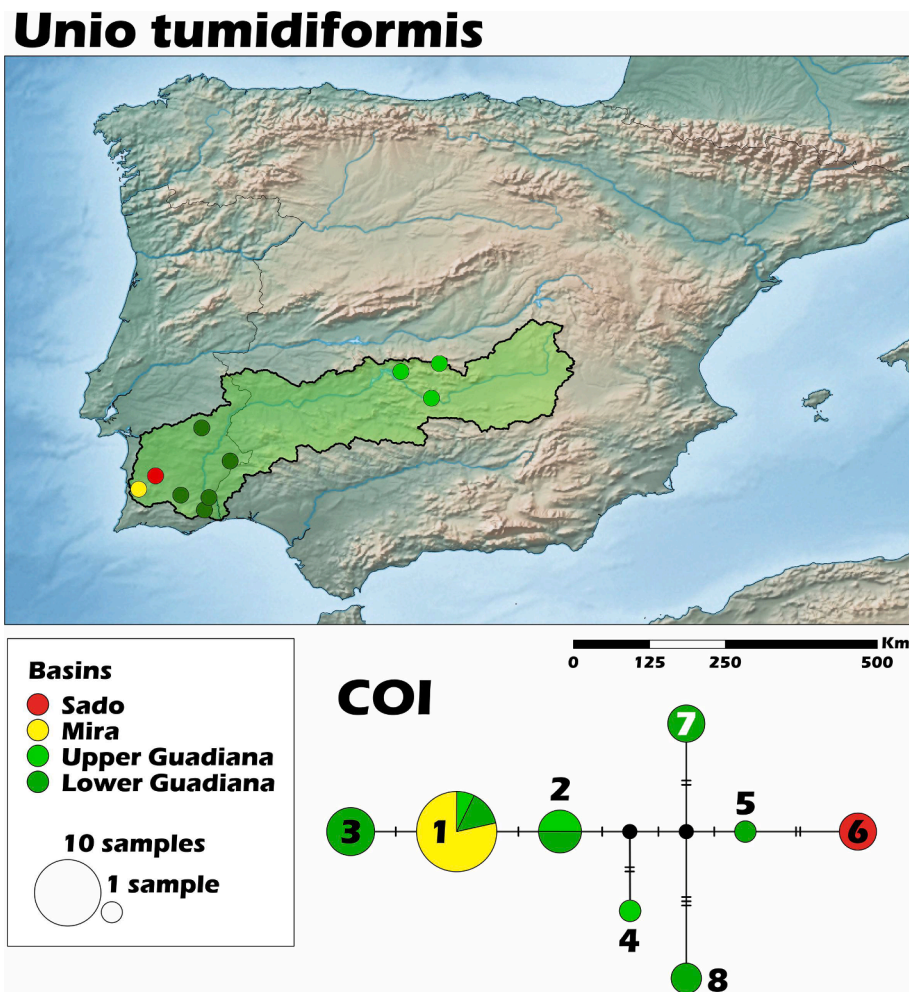 Unio tumidiformis
Km
0 125 250 500
Basins
Sado
Mira
Upper Guadiana
Lower Guadiana
10 samples
1 sample
COI
7
3
1
2
5
6
4
8